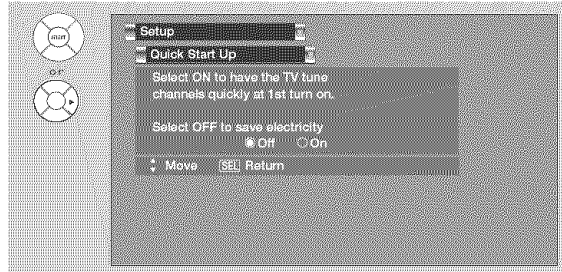 Setup
Quick Start Up
Select ON to have the TV tune
channels quickly at 1st turn on.
Select OFF to save electricity
Off On
Move SEL Return